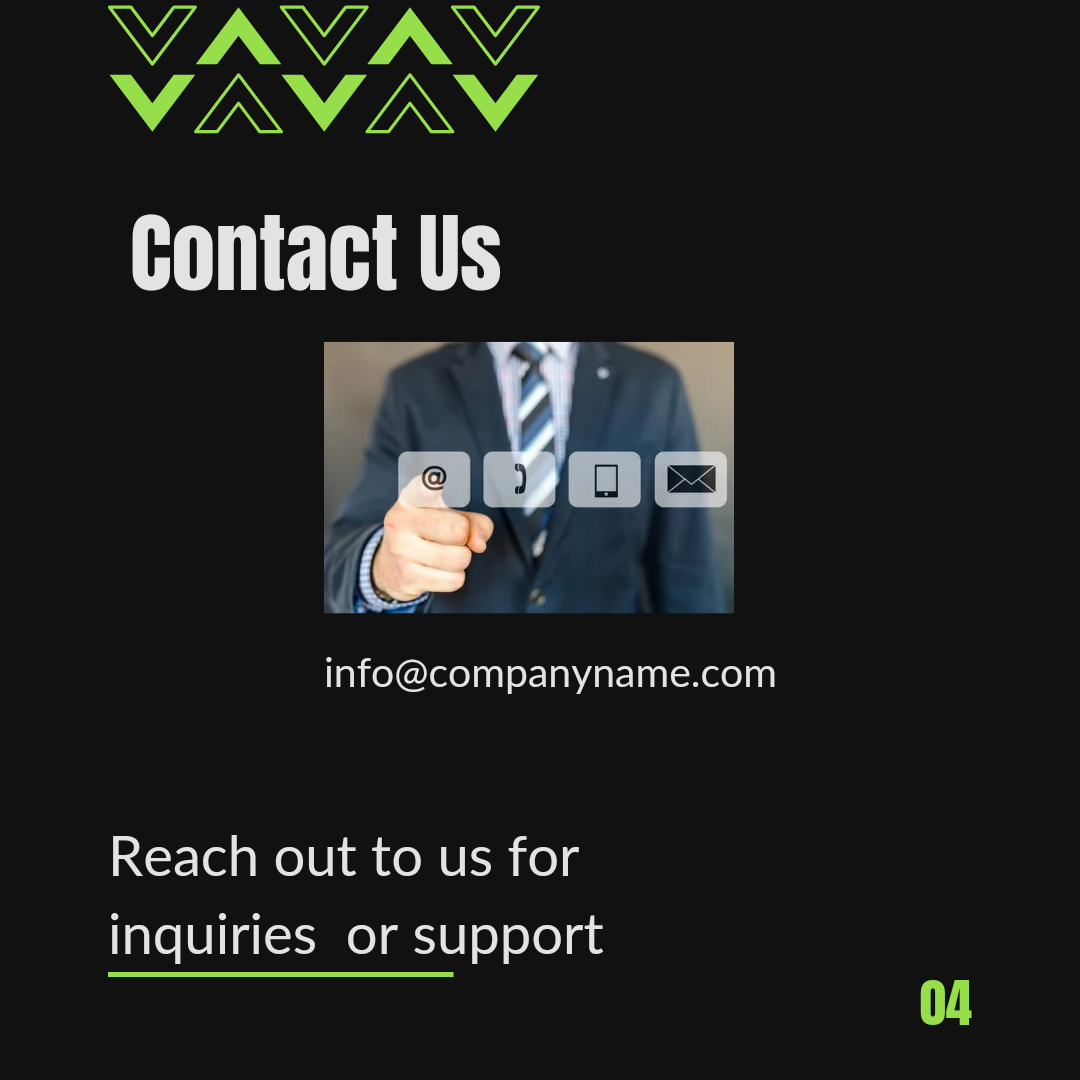 Contact Us
@
info@companyname.com
Reach out to us for
inquiries  or support
04